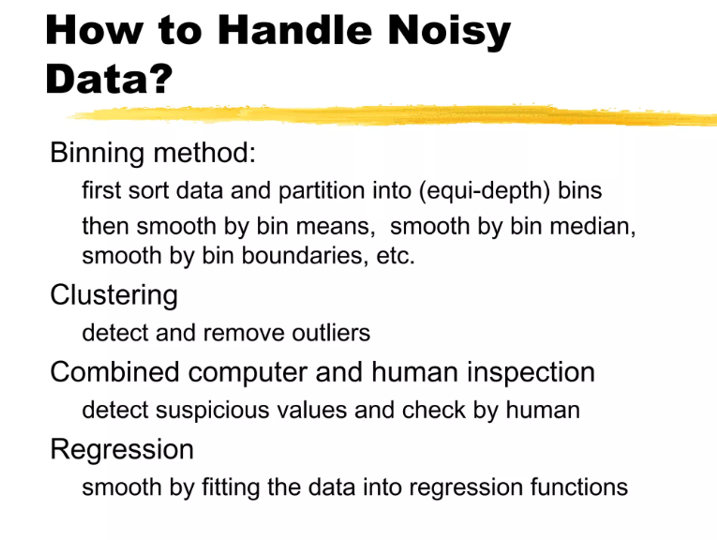 How to Handle Noisy
Data?
Binning method:
first sort data and partition into (equi-depth) bins
then smooth by bin means,  smooth by bin median,
smooth by bin boundaries, etc.
Clustering
detect and remove outliers
Combined computer and human inspection
detect suspicious values and check by human
Regression
smooth by fitting the data into regression functions